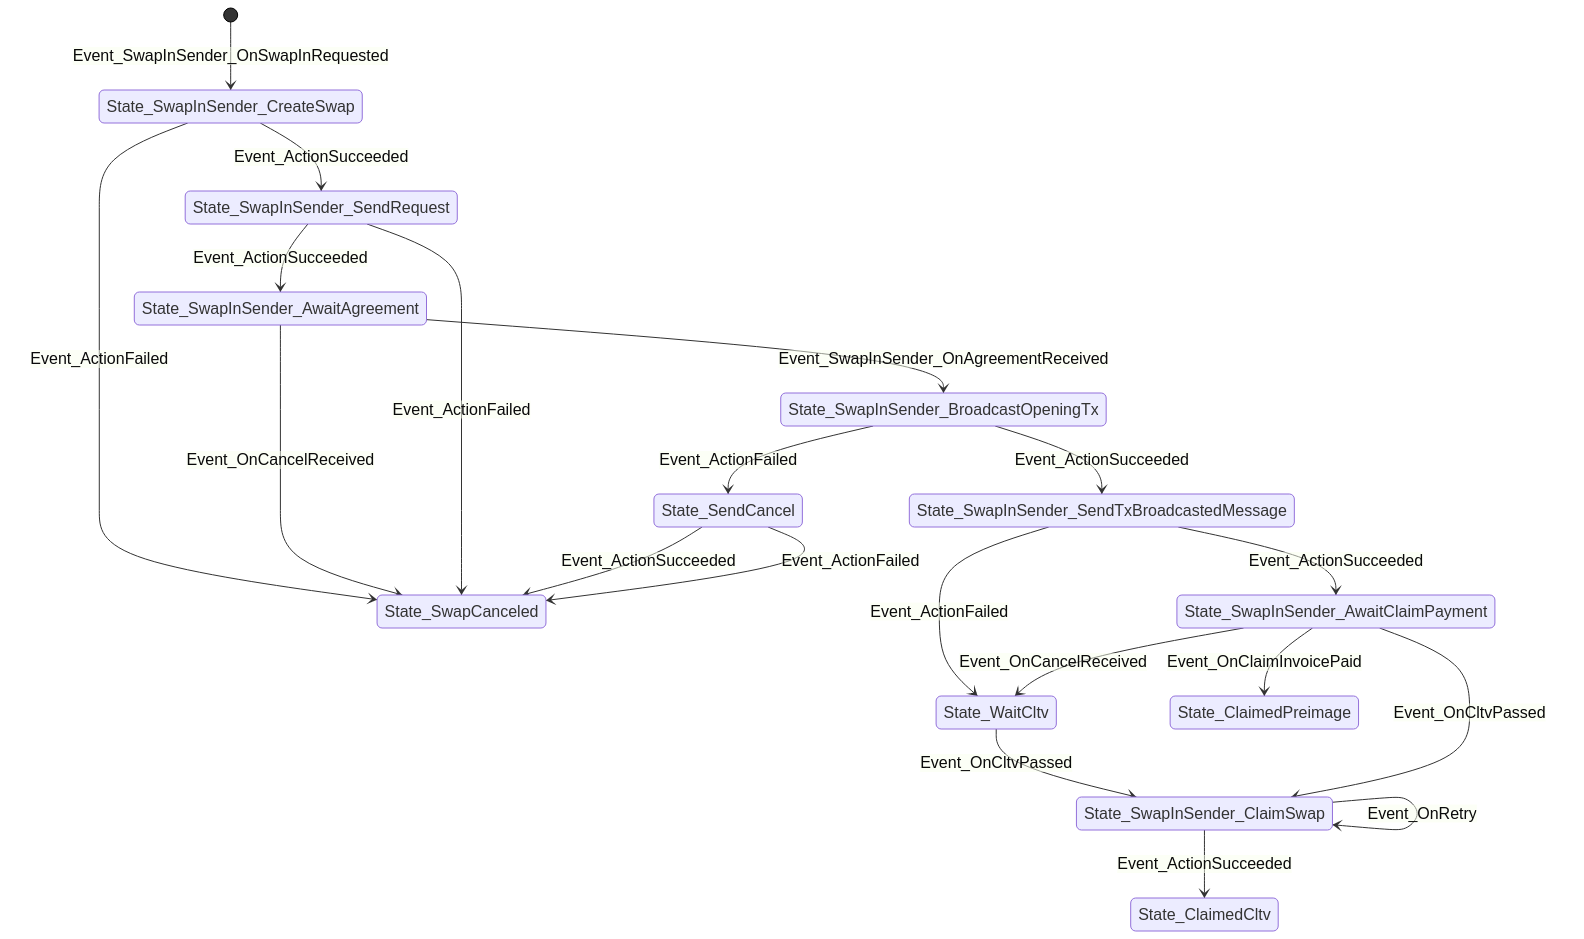 Event_SwapInSender_OnSwapInRequested
State_SwapInSender_CreateSwap
Event_ActionSucceeded
State_SwapInSender_SendRequest
Event_ActionSucceeded
State_SwapInSender_AwaitAgreement
Event_ActionFailed
Event_SwapInSender_OnAgreementReceived
Event_ActionFailed
State_SwapInSender_BroadcastOpeningTx
Event_OnCancelReceived
Event_ActionFailed
Event_ActionSucceeded
State_SendCancel
State_SwapInSender_SendTxBroadcastedMessage
Event_ActionSucceeded
Event_ActionFailed
Event_ActionSucceeded
State_SwapCanceled
Event_ActionFailed
State_SwapInSender_AwaitClaimPayment
Event_OnCancelReceived
Event_OnClaimInvoicePaid
State_WaitCltv
State_ClaimedPreimage
Event_OnCltvPassed
Event_OnCltvPassed
State_SwapInSender_ClaimSwap
Event_OnRetry
Event_ActionSucceeded
State_ClaimedCltv